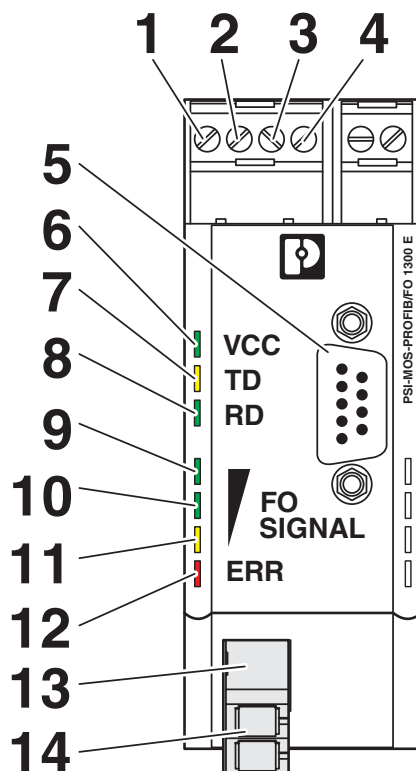 1 2 3 4
5
6
7
8
9
10
11
12
13
14
VCC
TD
RD
FO
SIGNAL
ERR
PSI-MOS-PROFIB/FO 1300 E